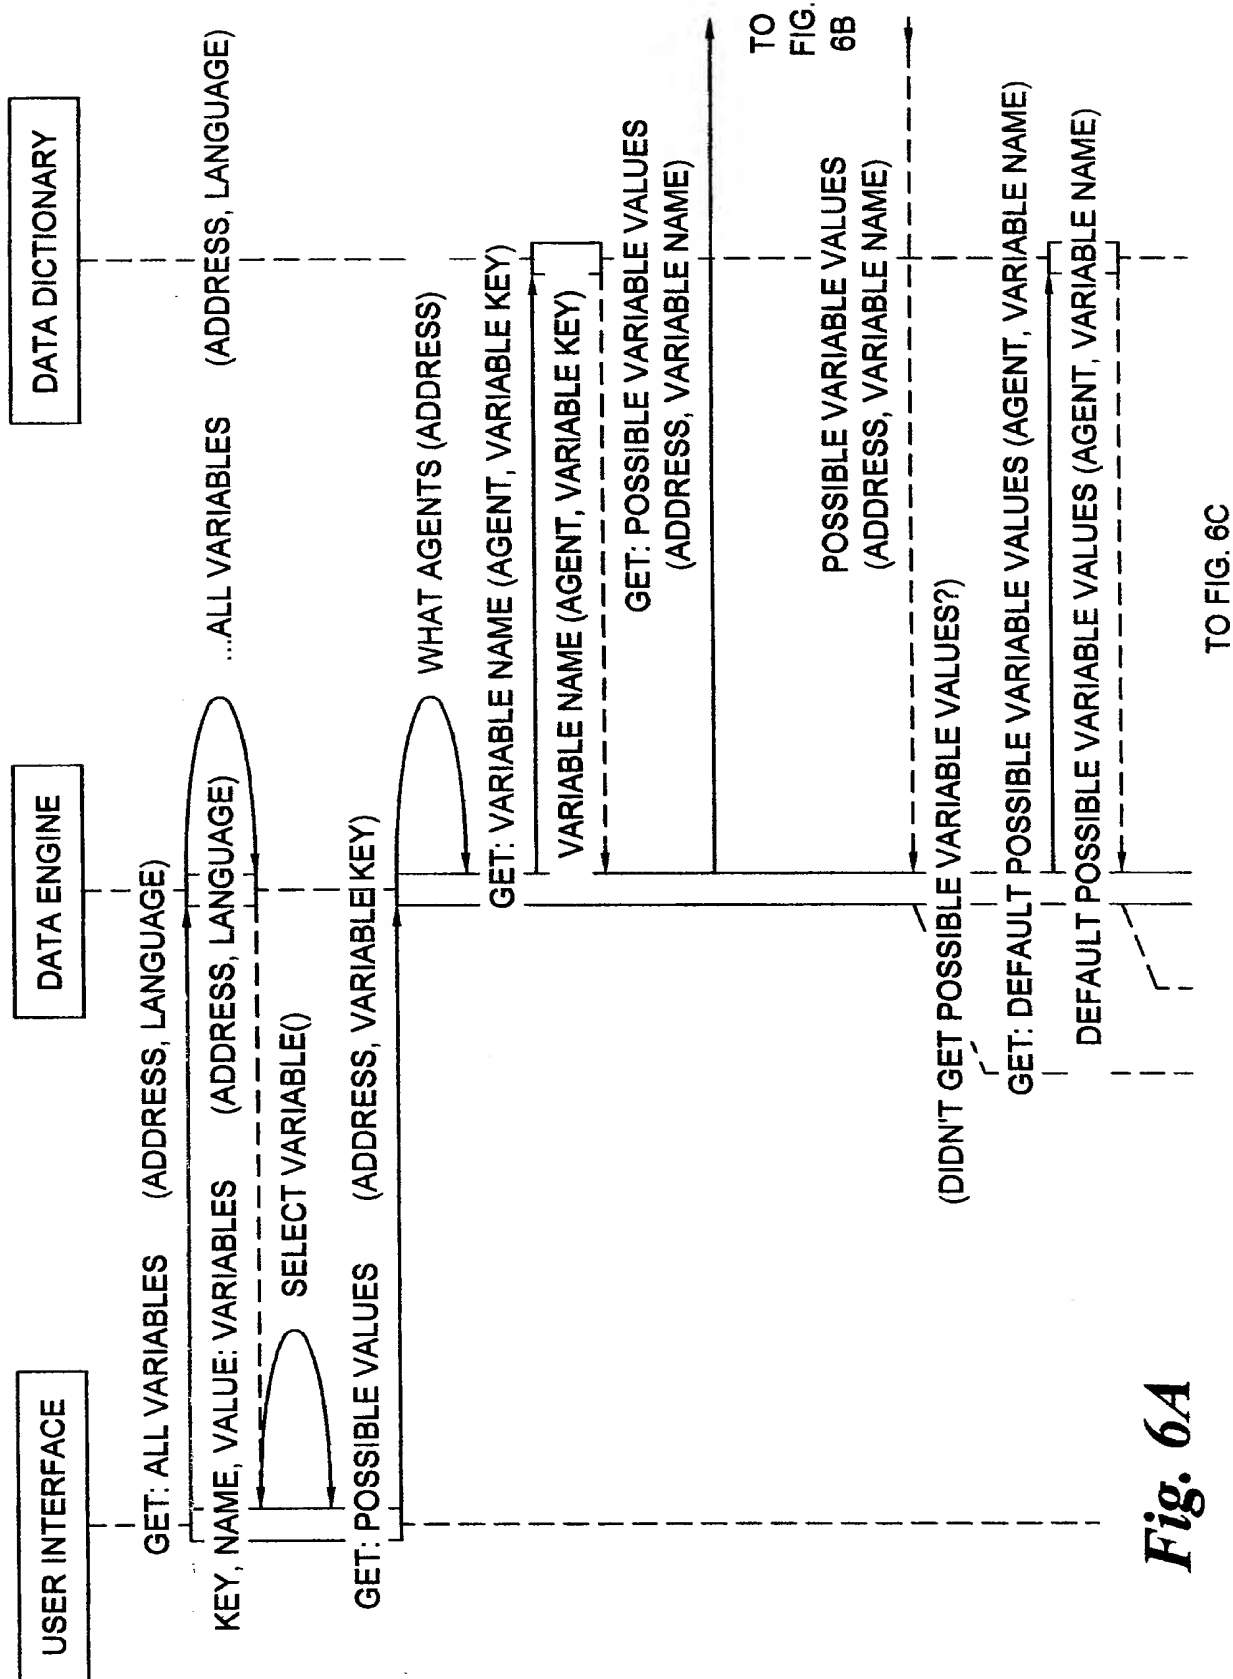 USER INTERFACE
DATA ENGINE
DATA DICTIONARY
GET: ALL VARIABLES (ADDRESS, LANGUAGE)
KEY, NAME, VALUE: VARIABLES (ADDRESS, LANGUAGE)
...ALL VARIABLES (ADDRESS, LANGUAGE)
SELECT VARIABLE()
GET: POSSIBLE VALUES (ADDRESS, VARIABLE KEY)
WHAT AGENTS (ADDRESS)
GET: VARIABLE NAME (AGENT, VARIABLE KEY)
VARIABLE NAME (AGENT, VARIABLE KEY)
GET: POSSIBLE VARIABLE VALUES
(ADDRESS, VARIABLE NAME)
TO
FIG.
6B
POSSIBLE VARIABLE VALUES
(ADDRESS, VARIABLE NAME)
(DIDN'T GET POSSIBLE VARIABLE VALUES?)
GET: DEFAULT POSSIBLE VARIABLE VALUES (AGENT, VARIABLE NAME)
DEFAULT POSSIBLE VARIABLE VALUES (AGENT, VARIABLE NAME)
TO FIG. 6C
Fig. 6A